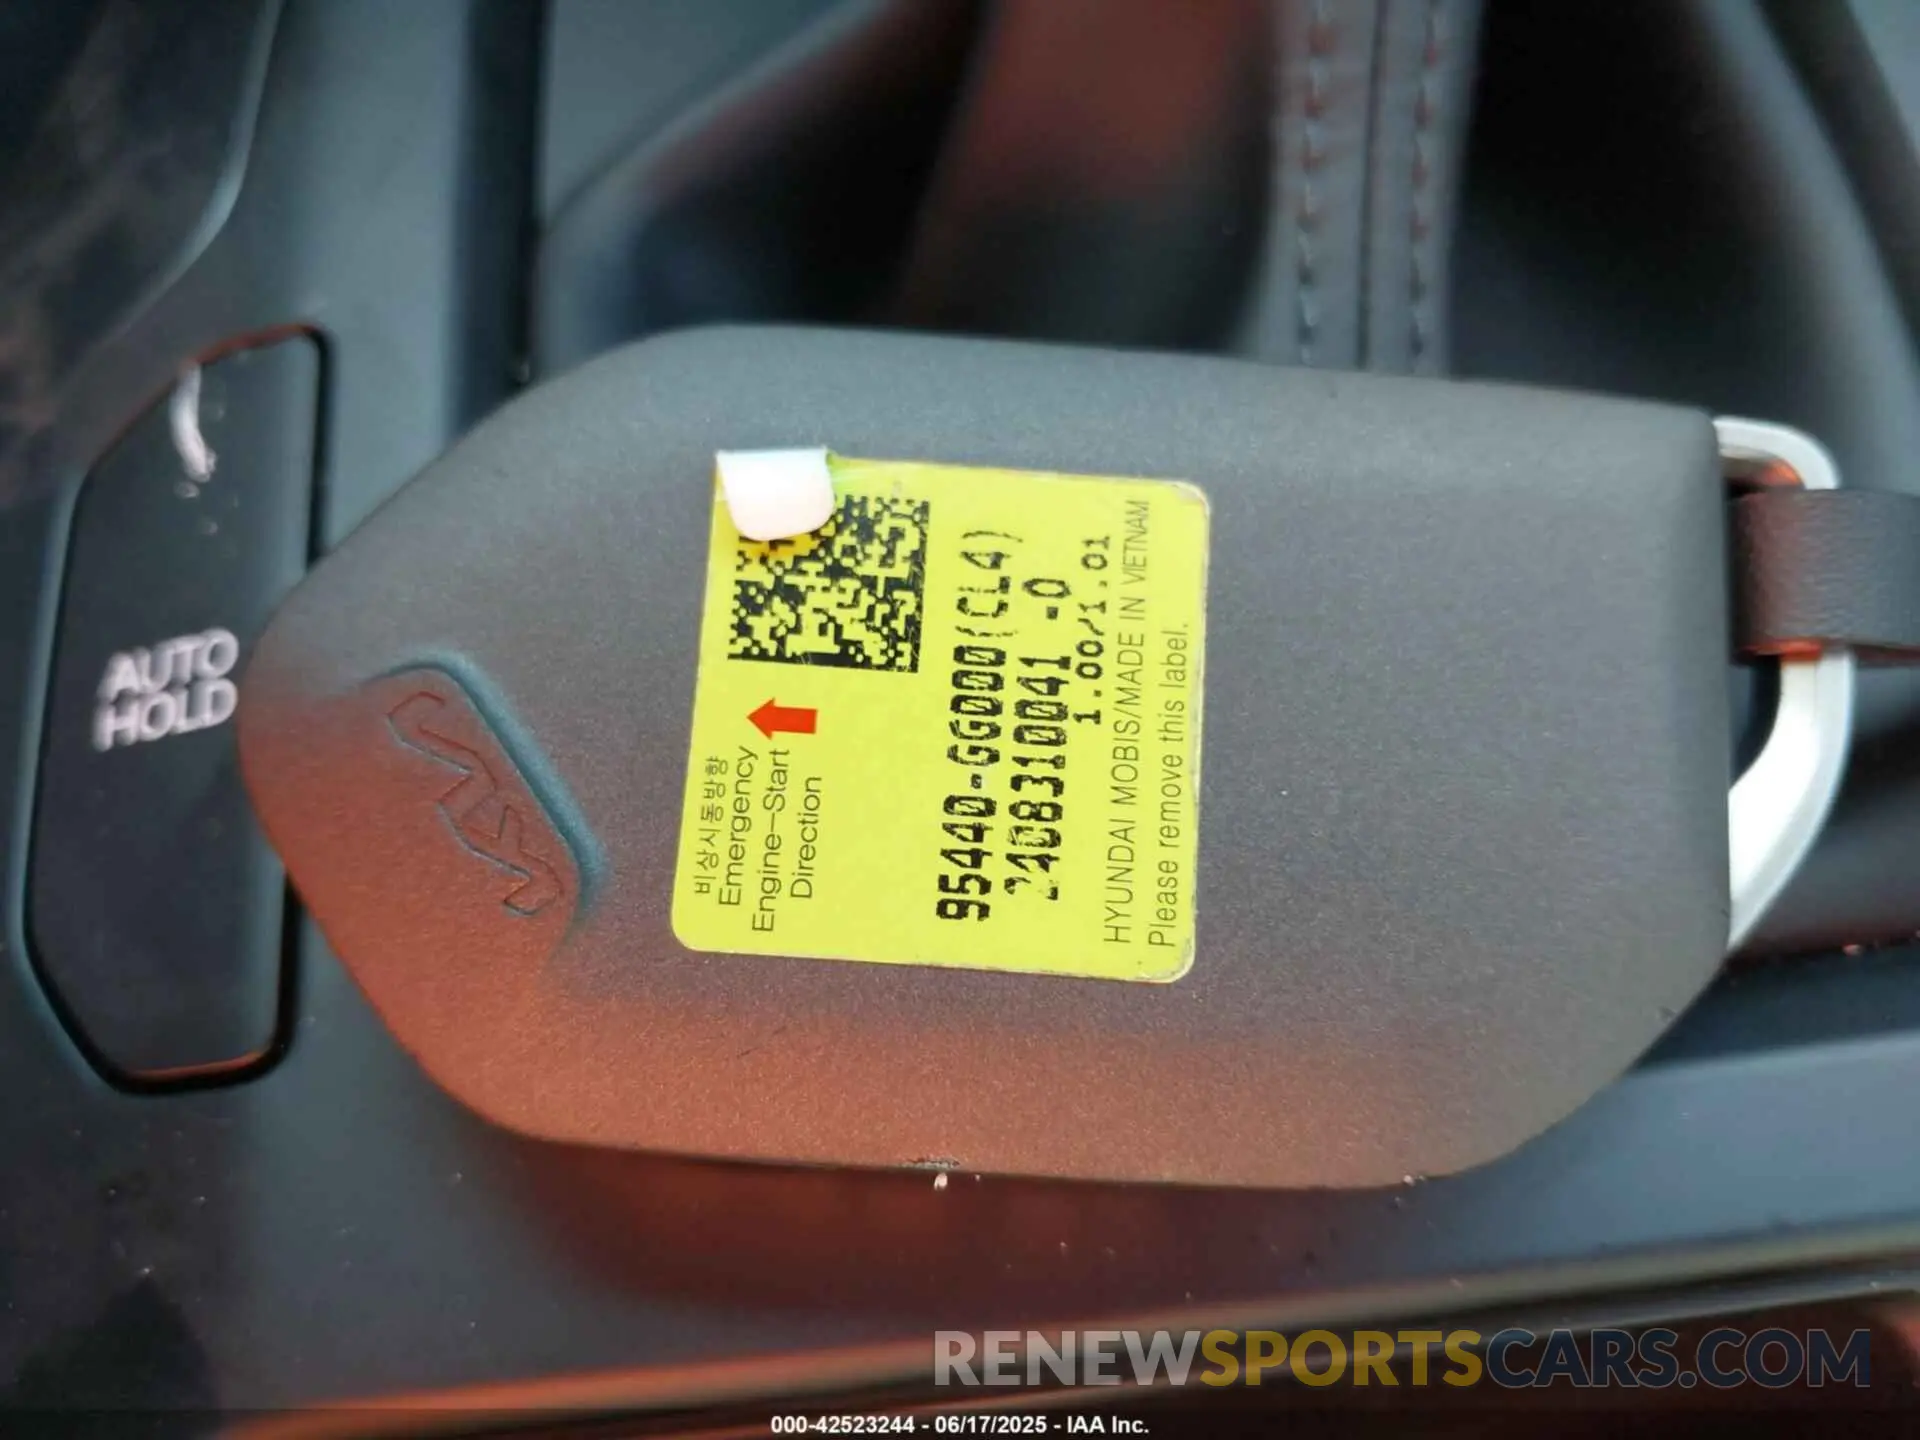 AUTO
HOLD
KIA
비상시동방향
Emergency
Engine-Start
Direction
95440-GG000(CL4)
2408310041 -0
1.00/1.01
HYUNDAI MOBIS/MADE IN VIETNAM
Please remove this label.
RENEWSPORTSCARS.COM
000-42523244 - 06/17/2025 - IAA Inc.